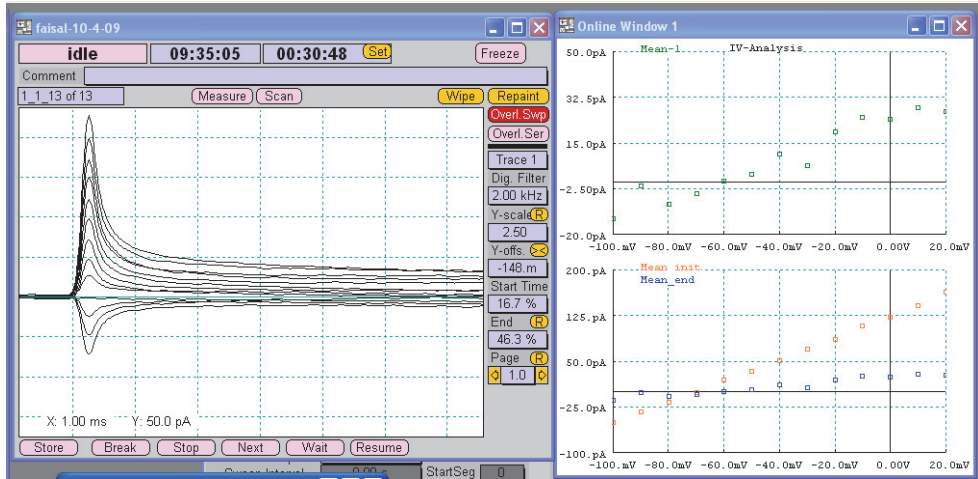 faisal-10-4-09
idle 09:35:05 00:30:48 Set Freeze
Comment
1_1_13 of 13 Measure Scan Wipe Repaint
Overl.Swp
Overl.Ser
Trace 1
Dig. Filter
2.00 kHz
Y-scale R
2.50
Y-offs. ><
-148.m
Start Time
16.7 %
End R
46.3 %
Page R
1.0
X: 1.00 ms Y: 50.0 pA
Store Break Stop Next Wait Resume
0.00 s StartSeg 0
Online Window 1
50.0pA Mean-1 IV-Analysis
32.5pA
15.0pA
-2.50pA
-20.0pA
-100.mV -80.0mV -60.0mV -40.0mV -20.0mV 0.00V 20.0mV
Mean init
200.pA Mean_end
125.pA
50.0pA
-25.0pA
-100.pA
-100.mV -80.0mV -60.0mV -40.0mV -20.0mV 0.00V 20.0mV